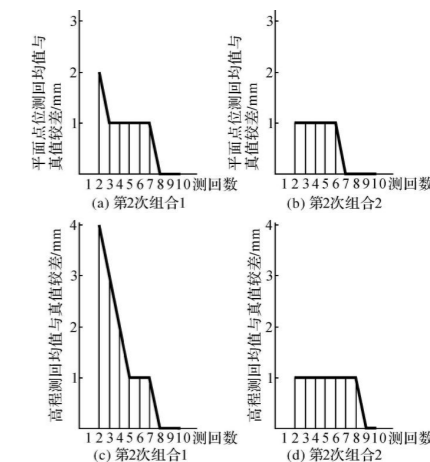 平面点位测回均值与
真值较差/mm
3
2
1
1 2 3 4 5 6 7 8 9 10 测回数
(a) 第2次组合1
平面点位测回均值与
真值较差/mm
3
2
1
1 2 3 4 5 6 7 8 9 10 测回数
(b) 第2次组合2
高程测回均值与真值较差/mm
4
3
2
1
1 2 3 4 5 6 7 8 9 10 测回数
(c) 第2次组合1
高程测回均值与真值较差/mm
4
3
2
1
1 2 3 4 5 6 7 8 9 10 测回数
(d) 第2次组合2